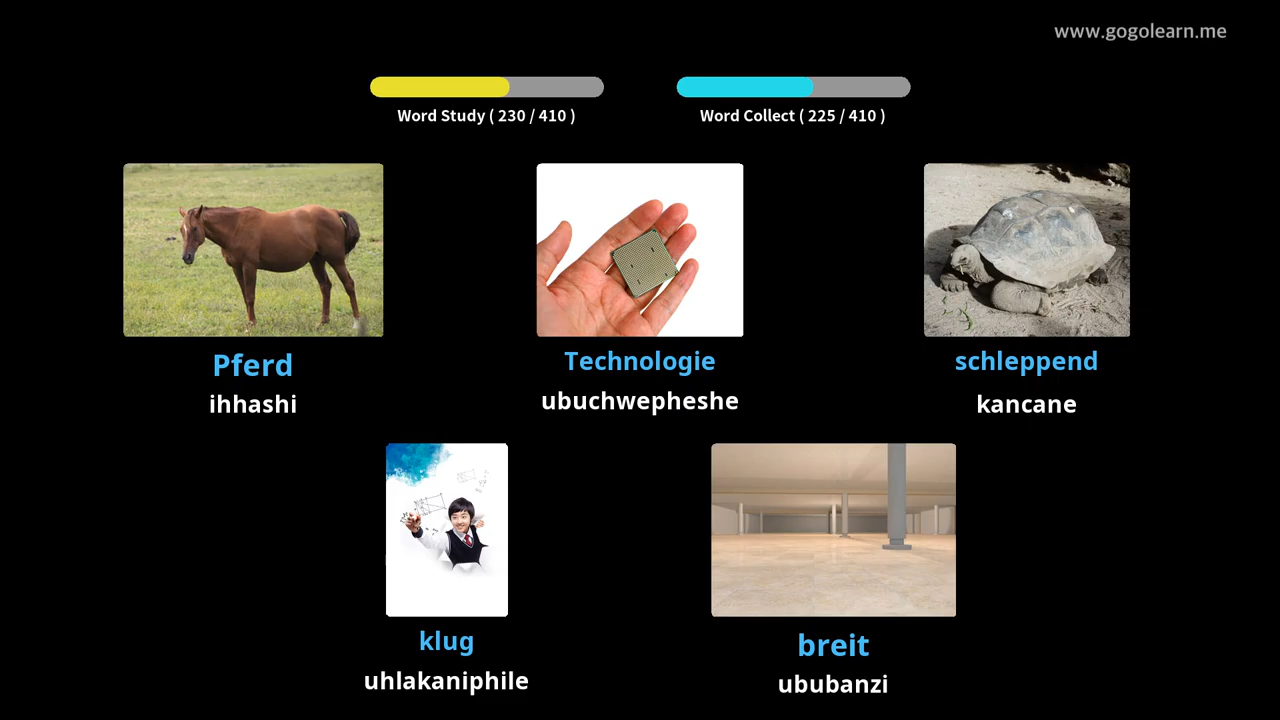 www.gogolearn.me
Word Study ( 230 / 410 )
Word Collect ( 225 / 410 )
Pferd
ihhashi
Technologie
ubuchwepheshe
schleppend
kancane
klug
uhlakaniphile
breit
ububanzi